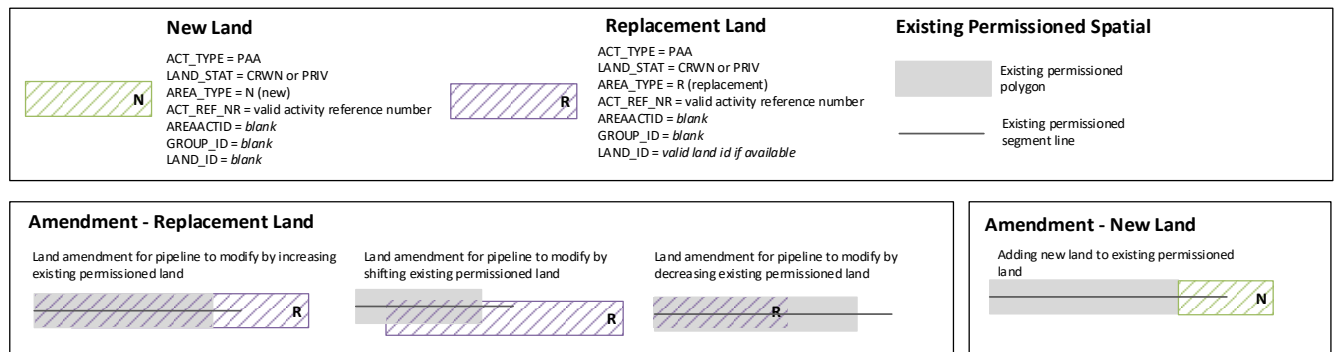 New Land
ACT_TYPE = PAA
LAND_STAT = CRWN or PRIV
AREA_TYPE = N (new)
ACT_REF_NR = valid activity reference number
AREAACTID = blank
GROUP_ID = blank
LAND_ID = blank
N
Replacement Land
ACT_TYPE = PAA
LAND_STAT = CRWN or PRIV
AREA_TYPE = R (replacement)
ACT_REF_NR = valid activity reference number
AREAACTID = blank
GROUP_ID = blank
LAND_ID = valid land id if available
R
Existing Permissioned Spatial
Existing permissioned
polygon
Existing permissioned
segment line
Amendment - Replacement Land
Land amendment for pipeline to modify by increasing
existing permissioned land
R
Land amendment for pipeline to modify by
shifting existing permissioned land
R
Land amendment for pipeline to modify by
decreasing existing permissioned land
R
Amendment - New Land
Adding new land to existing permissioned
land
N